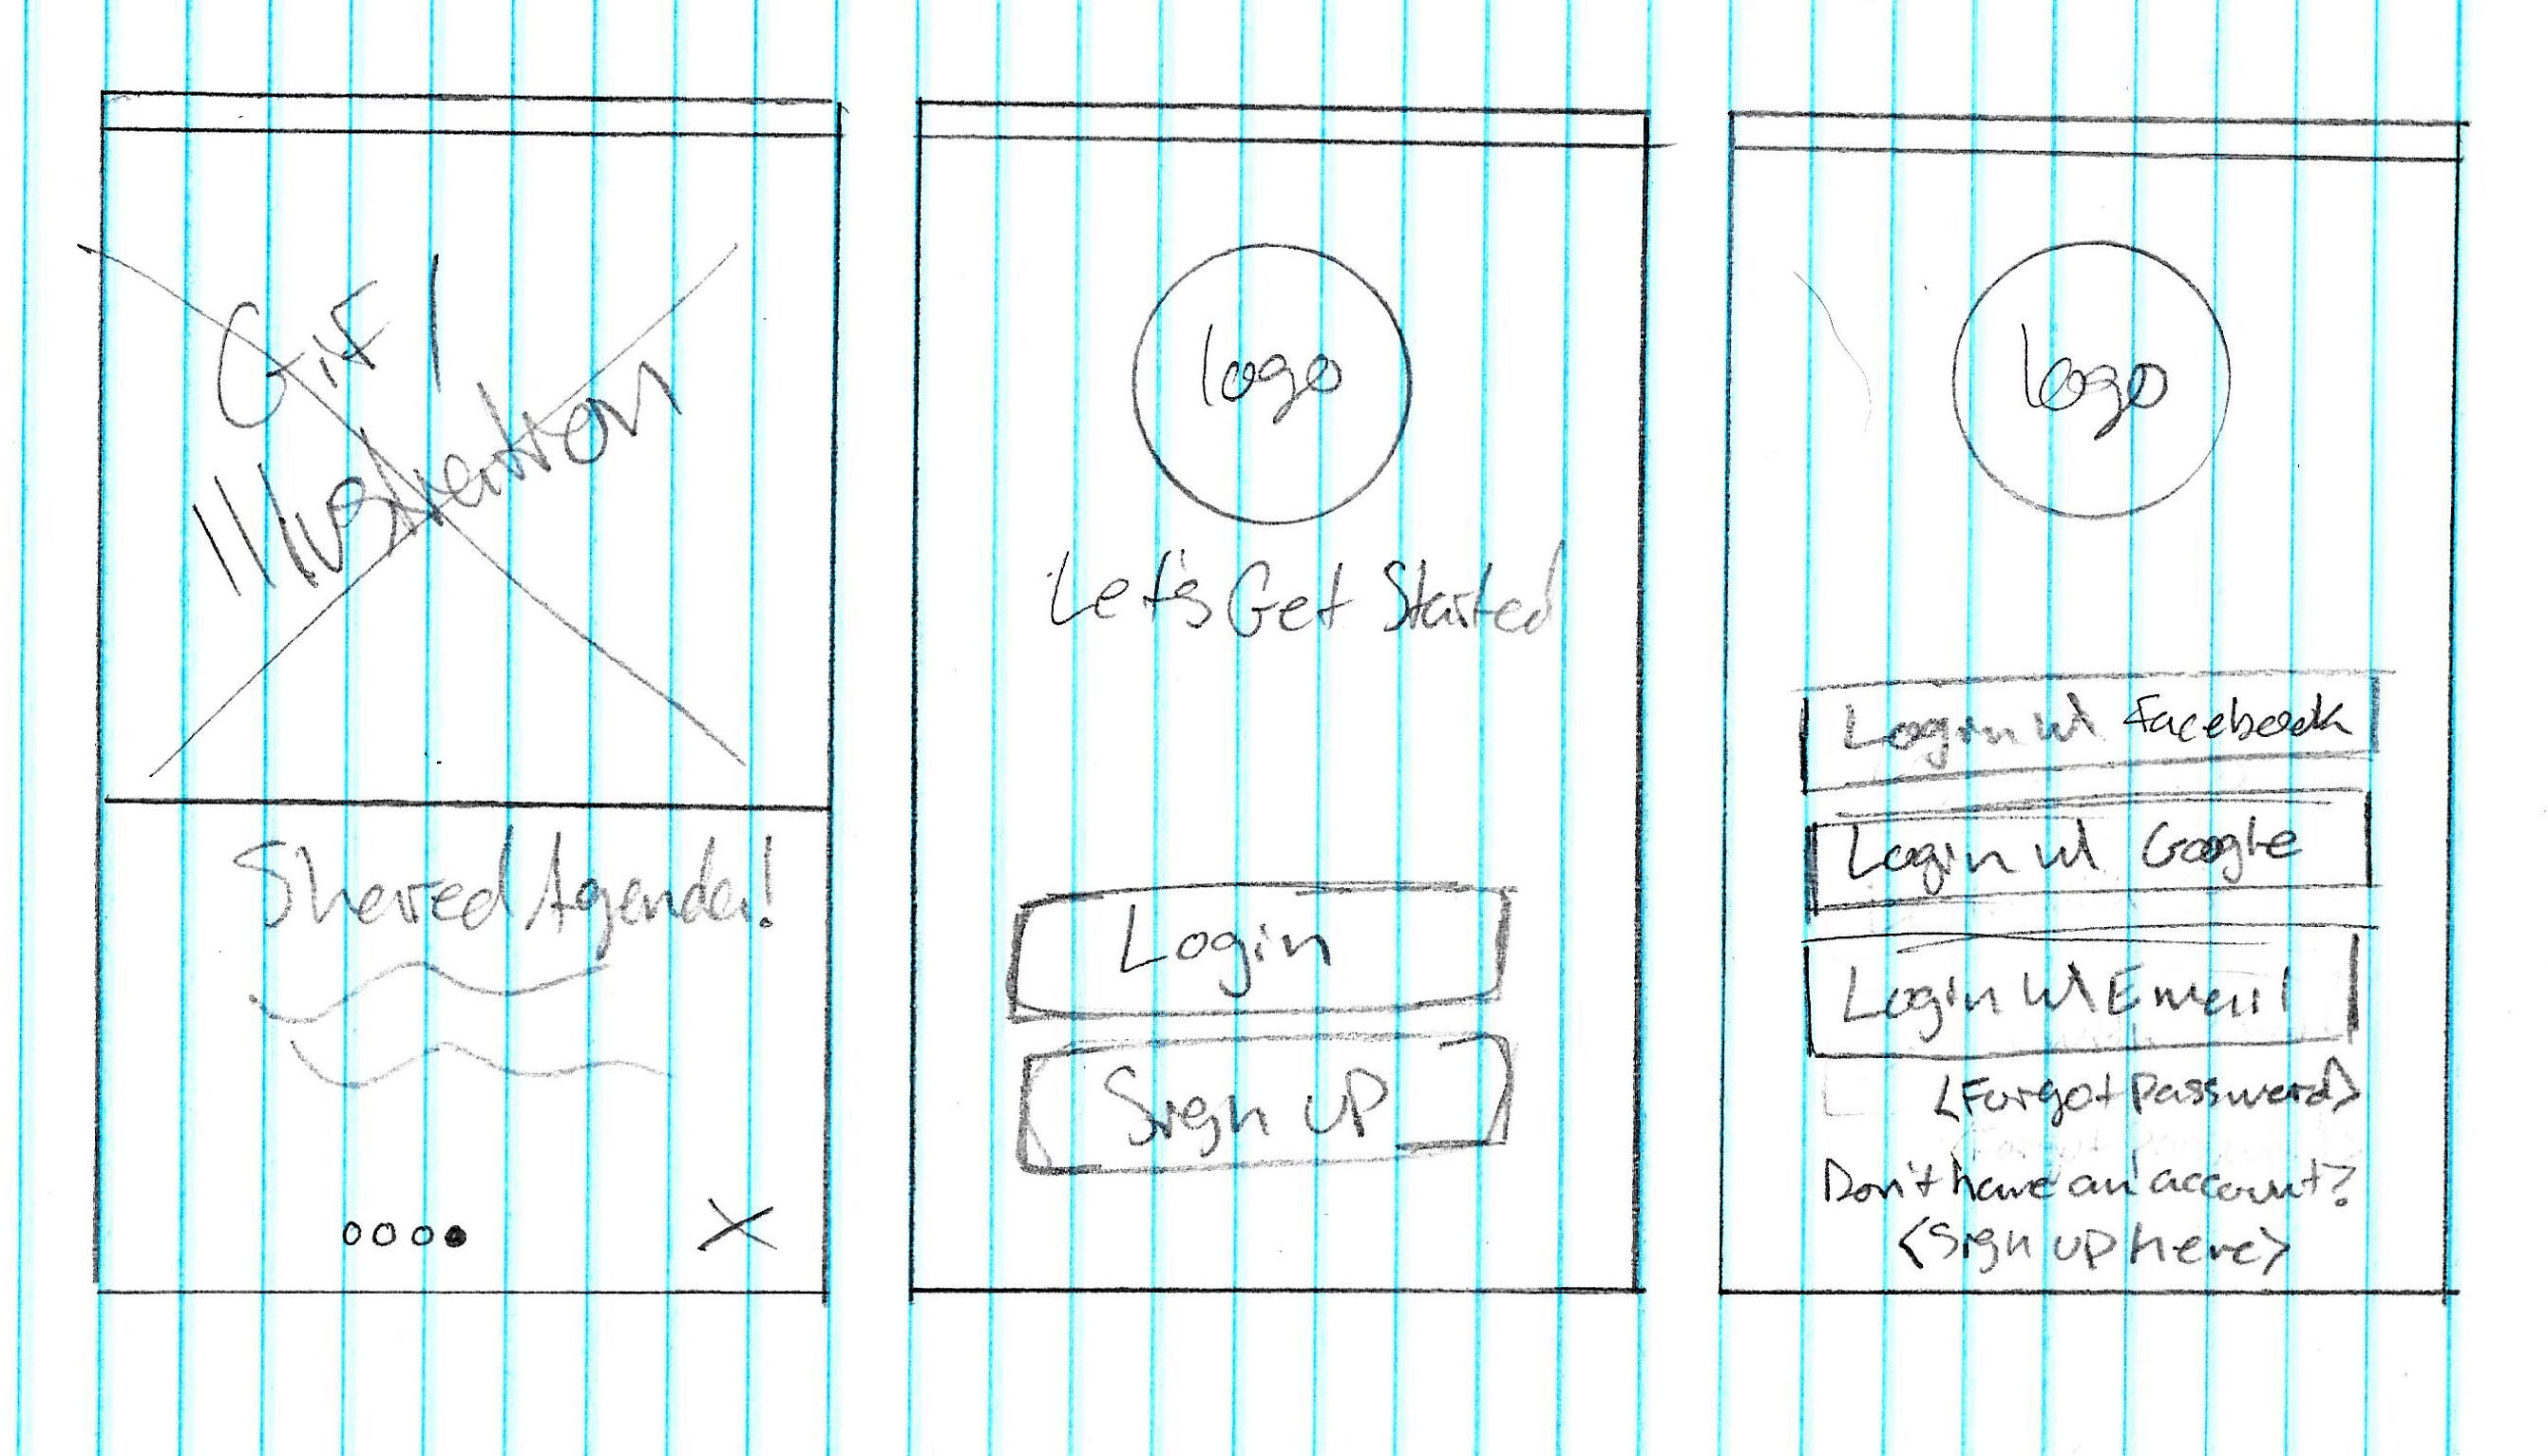 GIF /
Illustration
Shared Agenda!
X
logo
Let's Get Started
Login
Sign up
logo
Login w/ Facebook
Login w/ Google
Login w/ Email
<Forgot Password>
Don't have an account?
<Sign up here>